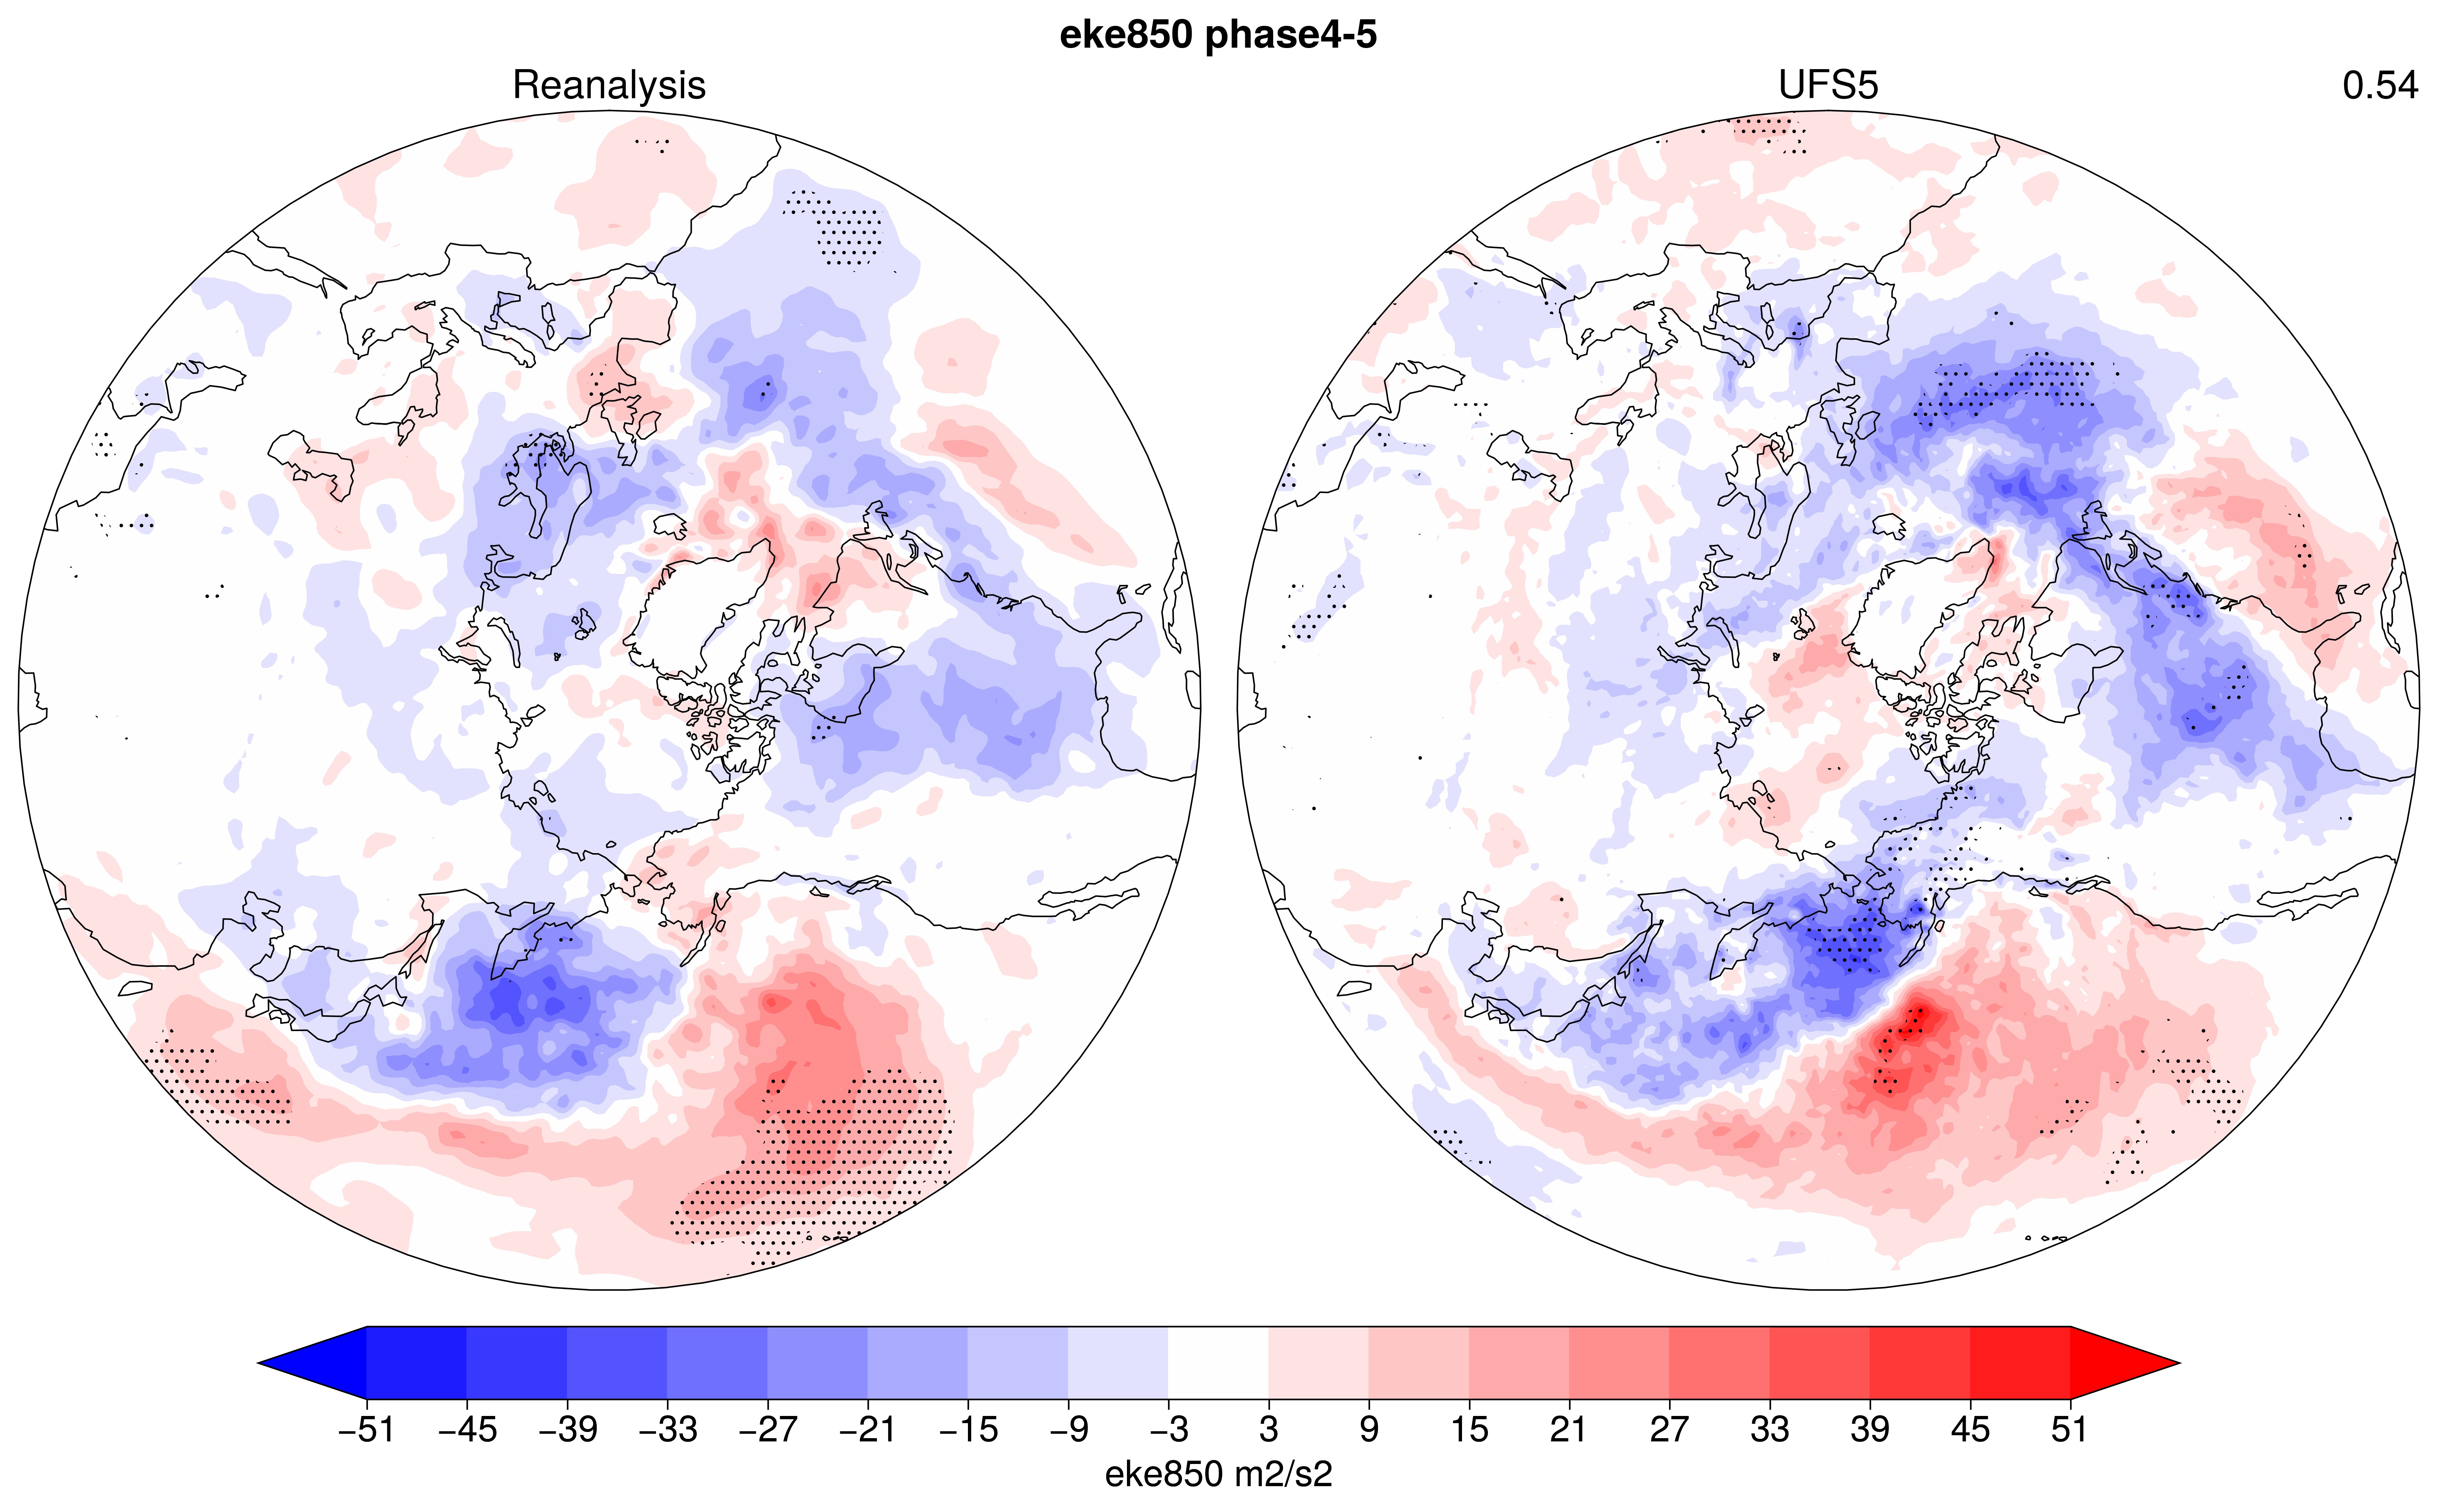 eke850 phase4-5
Reanalysis
UFS5
0.54
−51 −45 −39 −33 −27 −21 −15 −9 −3 3 9 15 21 27 33 39 45 51
eke850 m2/s2